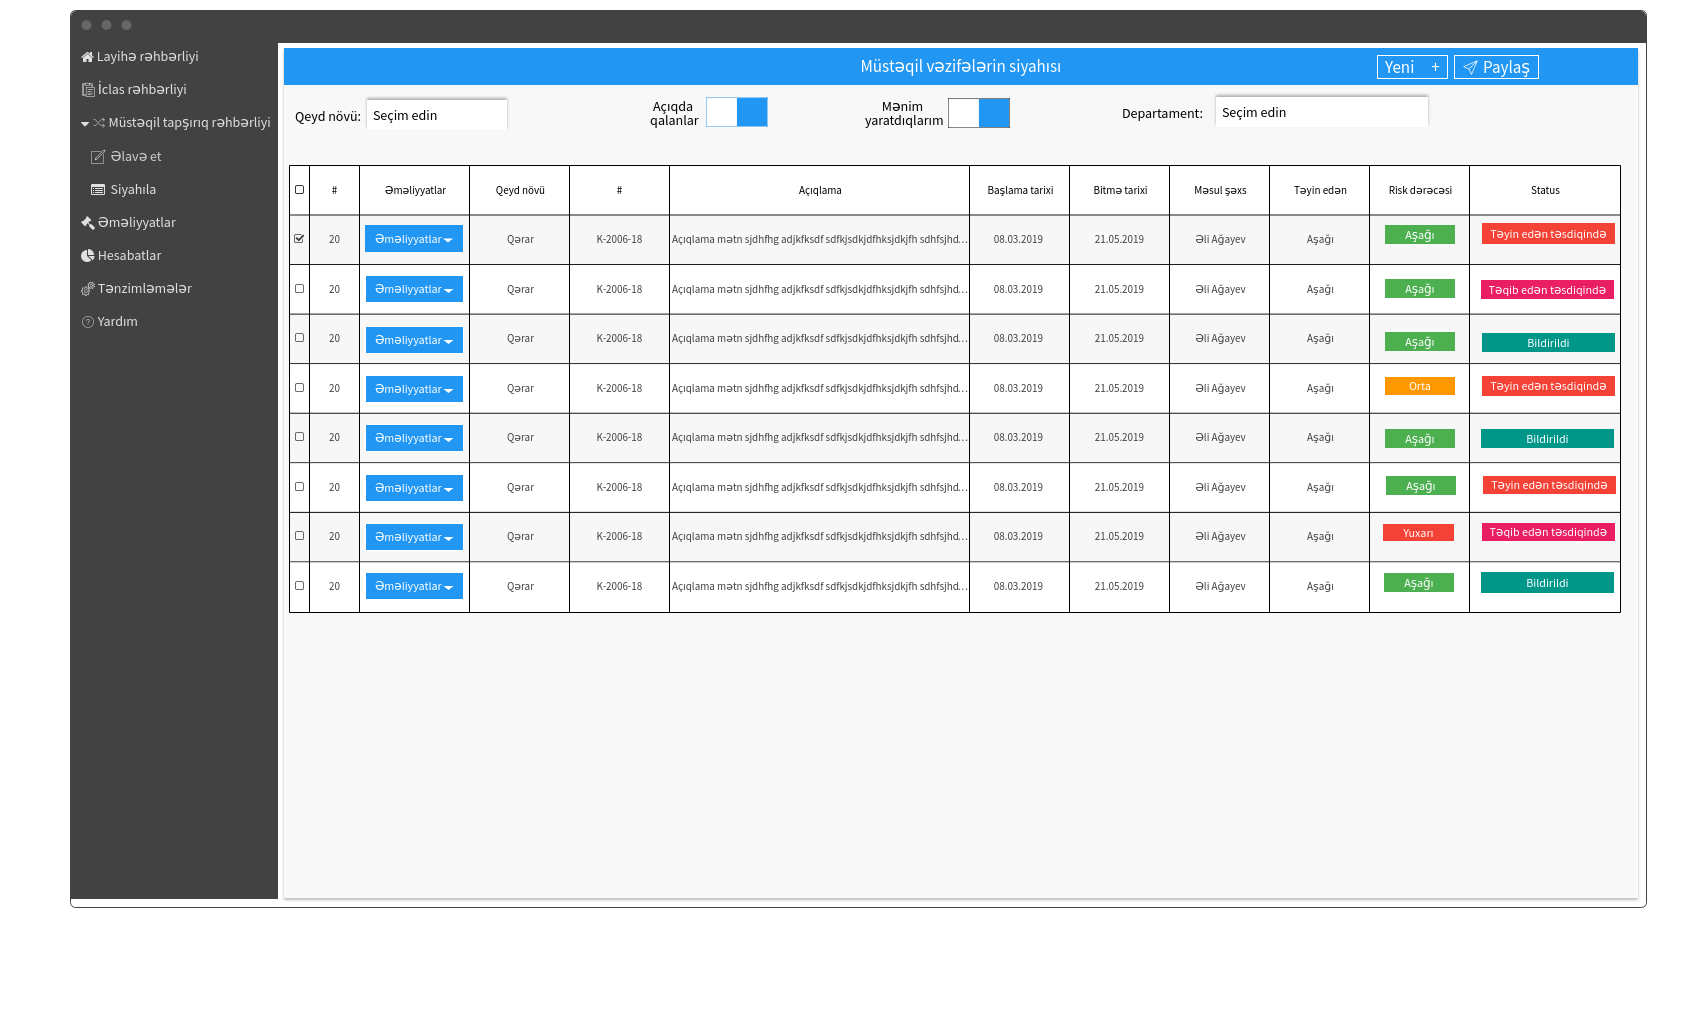 Layihə rəhbərliyi
İclas rəhbərliyi
Müstəqil tapşırıq rəhbərliyi
Əlavə et
Siyahıla
Əməliyyatlar
Hesabatlar
Tənzimləmələr
Yardım
Müstəqil vəzifələrin siyahısı
Yeni +
Paylaş
Qeyd növü: Seçim edin
Açıqda
qalanlar
Mənim
yaratdıqlarım
Departament: Seçim edin
# Əməliyyatlar Qeyd növü # Açıqlama Başlama tarixi Bitmə tarixi Məsul şəxs Təyin edən Risk dərəcəsi Status
20 Əməliyyatlar Qərar K-2006-18 Açıqlama mətn sjdhfhg adjkfksdf sdfkjsdkjdfhksjdkjfh sdhfsjhd... 08.03.2019 21.05.2019 Əli Ağayev Aşağı Aşağı Təyin edən təsdiqində
20 Əməliyyatlar Qərar K-2006-18 Açıqlama mətn sjdhfhg adjkfksdf sdfkjsdkjdfhksjdkjfh sdhfsjhd... 08.03.2019 21.05.2019 Əli Ağayev Aşağı Aşağı Təqib edən təsdiqində
20 Əməliyyatlar Qərar K-2006-18 Açıqlama mətn sjdhfhg adjkfksdf sdfkjsdkjdfhksjdkjfh sdhfsjhd... 08.03.2019 21.05.2019 Əli Ağayev Aşağı Aşağı Bildirildi
20 Əməliyyatlar Qərar K-2006-18 Açıqlama mətn sjdhfhg adjkfksdf sdfkjsdkjdfhksjdkjfh sdhfsjhd... 08.03.2019 21.05.2019 Əli Ağayev Aşağı Orta Təyin edən təsdiqində
20 Əməliyyatlar Qərar K-2006-18 Açıqlama mətn sjdhfhg adjkfksdf sdfkjsdkjdfhksjdkjfh sdhfsjhd... 08.03.2019 21.05.2019 Əli Ağayev Aşağı Aşağı Bildirildi
20 Əməliyyatlar Qərar K-2006-18 Açıqlama mətn sjdhfhg adjkfksdf sdfkjsdkjdfhksjdkjfh sdhfsjhd... 08.03.2019 21.05.2019 Əli Ağayev Aşağı Aşağı Təyin edən təsdiqində
20 Əməliyyatlar Qərar K-2006-18 Açıqlama mətn sjdhfhg adjkfksdf sdfkjsdkjdfhksjdkjfh sdhfsjhd... 08.03.2019 21.05.2019 Əli Ağayev Aşağı Yuxarı Təqib edən təsdiqində
20 Əməliyyatlar Qərar K-2006-18 Açıqlama mətn sjdhfhg adjkfksdf sdfkjsdkjdfhksjdkjfh sdhfsjhd... 08.03.2019 21.05.2019 Əli Ağayev Aşağı Aşağı Bildirildi